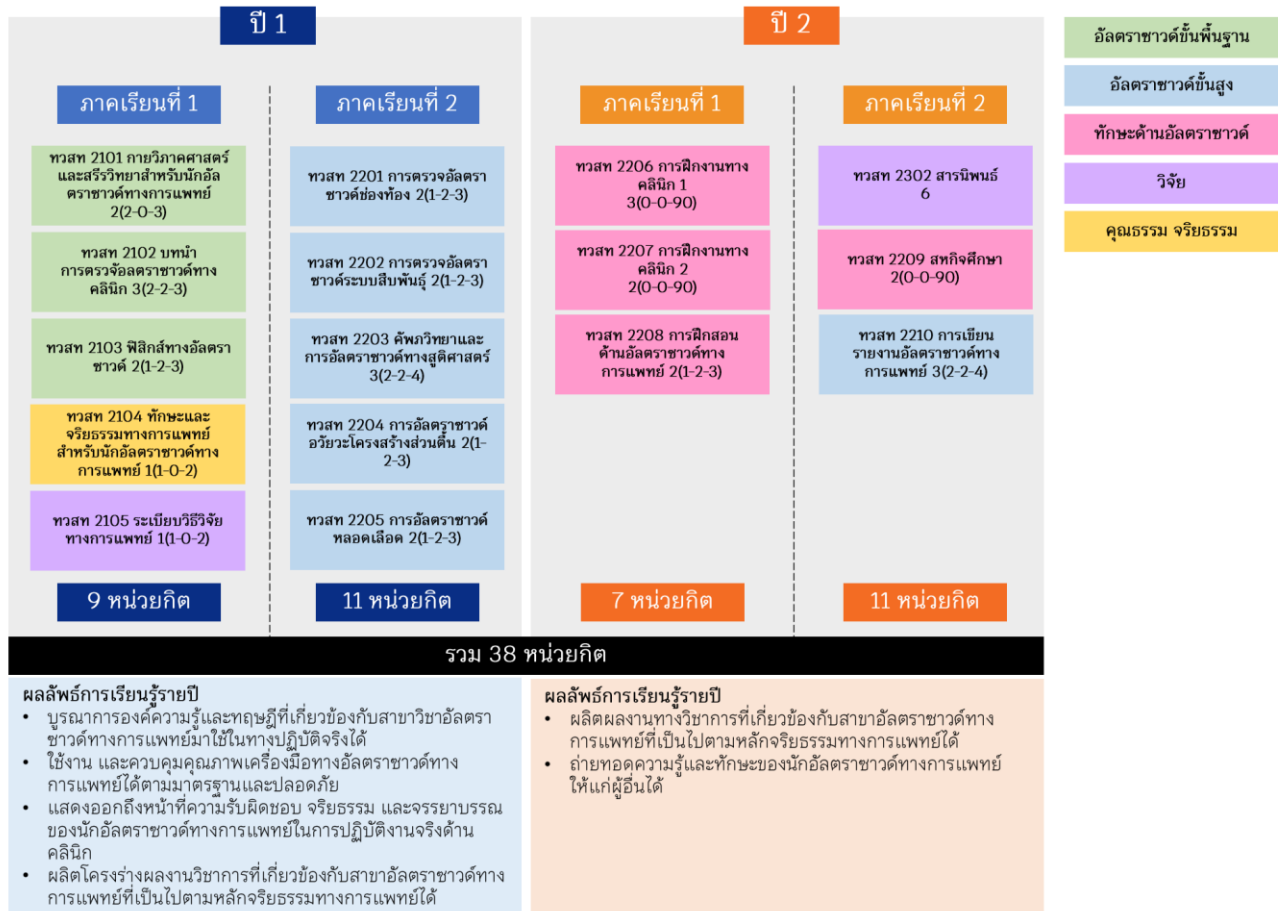 ปี 1
ภาคเรียนที่ 1
ทวสท 2101 กายวิภาคศาสตร์
และสรีรวิทยาสำหรับนักอัล
ตราซาวด์ทางการแพทย์
2(2-0-3)
ทวสท 2102 บทนำ
การตรวจอัลตราซาวด์ทาง
คลินิก 3(2-2-3)
ทวสท 2103 ฟิสิกส์ทางอัลตรา
ซาวด์ 2(1-2-3)
ทวสท 2104 ทักษะและ
จริยธรรมทางการแพทย์
สำหรับนักอัลตราซาวด์ทาง
การแพทย์ 1(1-0-2)
ทวสท 2105 ระเบียบวิธีวิจัย
ทางการแพทย์ 1(1-0-2)
9 หน่วยกิต
ภาคเรียนที่ 2
ทวสท 2201 การตรวจอัลตรา
ซาวด์ช่องท้อง 2(1-2-3)
ทวสท 2202 การตรวจอัลตรา
ซาวด์ระบบสืบพันธุ์ 2(1-2-3)
ทวสท 2203 คัพภวิทยาและ
การอัลตราซาวด์ทางสูติศาสตร์
3(2-2-4)
ทวสท 2204 การอัลตราซาวด์
อวัยวะโครงสร้างส่วนตื้น 2(1-
2-3)
ทวสท 2205 การอัลตราซาวด์
หลอดเลือด 2(1-2-3)
11 หน่วยกิต
ปี 2
ภาคเรียนที่ 1
ทวสท 2206 การฝึกงานทาง
คลินิก 1
3(0-0-90)
ทวสท 2207 การฝึกงานทาง
คลินิก 2
2(0-0-90)
ทวสท 2208 การฝึกสอน
ด้านอัลตราซาวด์ทาง
การแพทย์ 2(1-2-3)
7 หน่วยกิต
ภาคเรียนที่ 2
ทวสท 2302 สารนิพนธ์
6
ทวสท 2209 สหกิจศึกษา
2(0-0-90)
ทวสท 2210 การเขียน
รายงานอัลตราซาวด์ทาง
การแพทย์ 3(2-2-4)
11 หน่วยกิต
อัลตราซาวด์ขั้นพื้นฐาน
อัลตราซาวด์ขั้นสูง
ทักษะด้านอัลตราซาวด์
วิจัย
คุณธรรม จริยธรรม
รวม 38 หน่วยกิต
ผลลัพธ์การเรียนรู้รายปี
• บูรณาการองค์ความรู้และทฤษฎีที่เกี่ยวข้องกับสาขาวิชาอัลตรา
ซาวด์ทางการแพทย์มาใช้ในทางปฏิบัติจริงได้
• ใช้งาน และควบคุมคุณภาพเครื่องมือทางอัลตราซาวด์ทาง
การแพทย์ได้ตามมาตรฐานและปลอดภัย
• แสดงออกถึงหน้าที่ความรับผิดชอบ จริยธรรม และจรรยาบรรณ
ของนักอัลตราซาวด์ทางการแพทย์ในการปฏิบัติงานจริงด้าน
คลินิก
• ผลิตโครงร่างผลงานวิชาการที่เกี่ยวข้องกับสาขาอัลตราซาวด์ทาง
การแพทย์ที่เป็นไปตามหลักจริยธรรมทางการแพทย์ได้
ผลลัพธ์การเรียนรู้รายปี
• ผลิตผลงานทางวิชาการที่เกี่ยวข้องกับสาขาอัลตราซาวด์ทาง
การแพทย์ที่เป็นไปตามหลักจริยธรรมทางการแพทย์ได้
• ถ่ายทอดความรู้และทักษะของนักอัลตราซาวด์ทางการแพทย์
ให้แก่ผู้อื่นได้